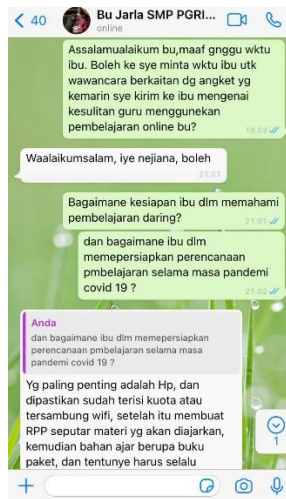 40
Bu Jarla SMP PGRI...
online
Assalamualaikum bu,maaf gnggu wktu
ibu. Boleh ke sye minta wktu ibu utk
wawancara berkaitan dg angket yg
kemarin sye kirim ke ibu mengenai
kesulitan guru menggunekan
pembelajaran online bu?
19.53
Waalaikumsalam, iye nejiana, boleh
21.01
Bagaimane kesiapan ibu dlm memahami
pembelajaran daring?
21.01
dan bagaimane ibu dlm
memepersiapkan perencanaan
pmbelajaran selama masa pandemi
covid 19 ?
21.02
Anda
dan bagaimane ibu dlm memepersiapkan
perencanaan pmbelajaran selama masa
pandemi covid 19 ?
Yg paling penting adalah Hp, dan
dipastikan sudah terisi kuota atau
tersambung wifi, setelah itu membuat
RPP seputar materi yg akan diajarkan,
kemudian bahan ajar berupa buku
paket, dan tentunye harus selalu
1